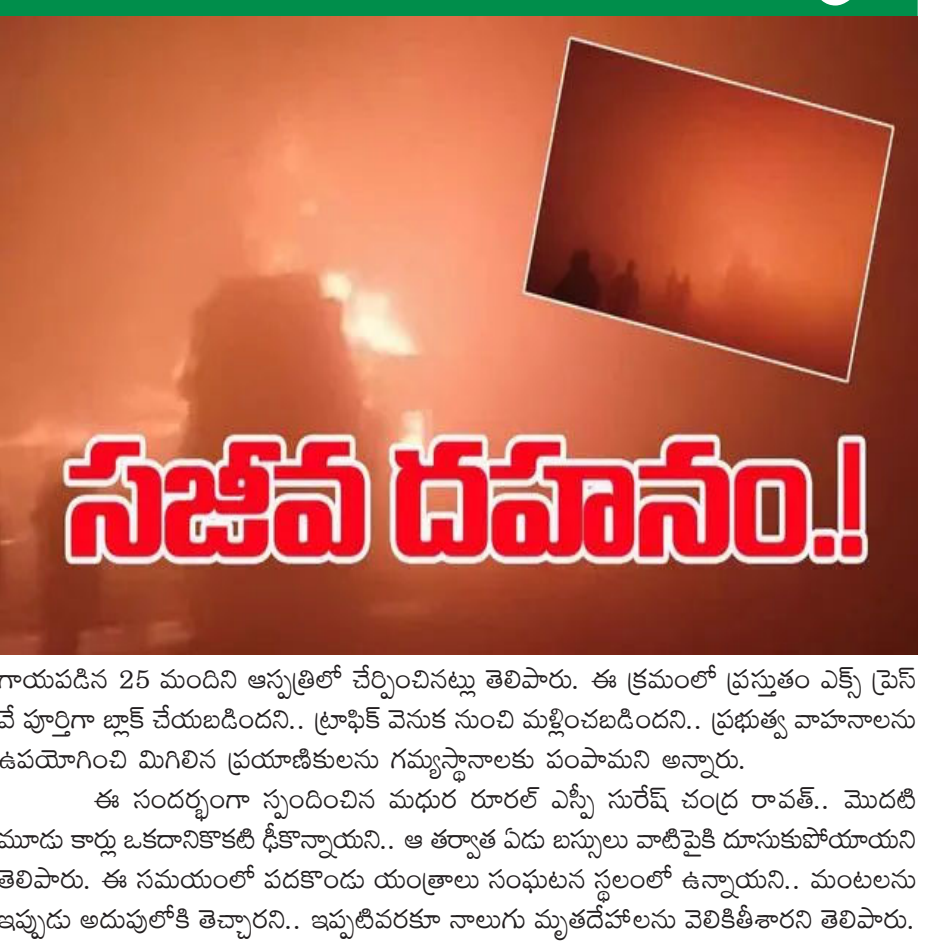 సజీవ దహనం.!
గాయపడిన 25 మందిని ఆస్పత్రిలో చేర్పించినట్లు తెలిపారు. ఈ క్రమంలో ప్రస్తుతం ఎక్స్ ప్రెస్
వే పూర్తిగా బ్లాక్ చేయబడిందని.. ట్రాఫిక్ వెనుక నుంచి మళ్లించబడిందని.. ప్రభుత్వ వాహనాలను
ఉపయోగించి మిగిలిన ప్రయాణికులను గమ్యస్థానాలకు పంపామని అన్నారు.
ఈ సందర్భంగా స్పందించిన మథుర రూరల్ ఎస్పీ సురేష్ చంద్ర రావత్.. మొదటి
మూడు కార్లు ఒకదానికొకటి ఢీకొన్నాయని.. ఆ తర్వాత ఏడు బస్సులు వాటిపైకి దూసుకుపోయాయని
తెలిపారు. ఈ సమయంలో పదకొండు యంత్రాలు సంఘటన స్థలంలో ఉన్నాయని.. మంటలను
ఇప్పుడు అదుపులోకి తెచ్చారని.. ఇప్పటివరకూ నాలుగు మృతదేహాలను వెలికితీశారని తెలిపారు.